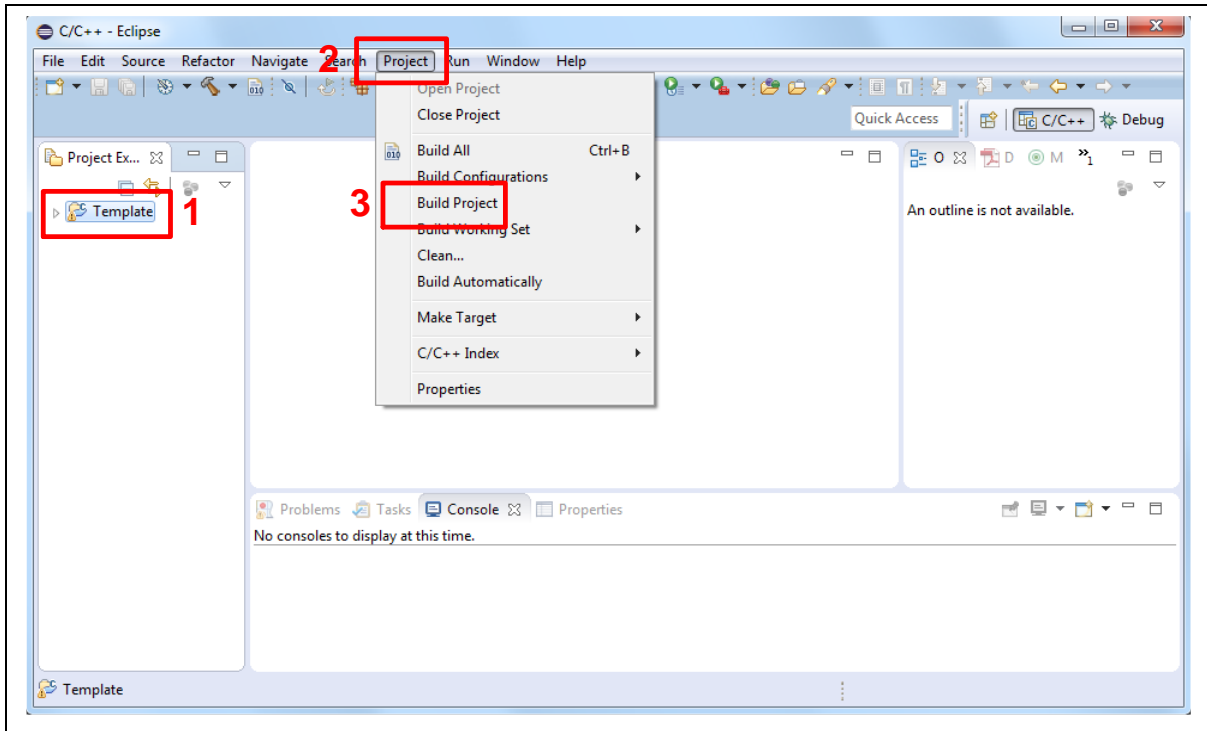 C/C++ - Eclipse
File Edit Source Refactor Navigate Search Project Run Window Help
2
Quick Access
C/C++
Debug
Project Ex...
Template
1
Open Project
Close Project
Build All Ctrl+B
Build Configurations
3
Build Project
Build Working Set
Clean...
Build Automatically
Make Target
C/C++ Index
Properties
O
D
M
»1
An outline is not available.
Problems Tasks Console Properties
No consoles to display at this time.
Template